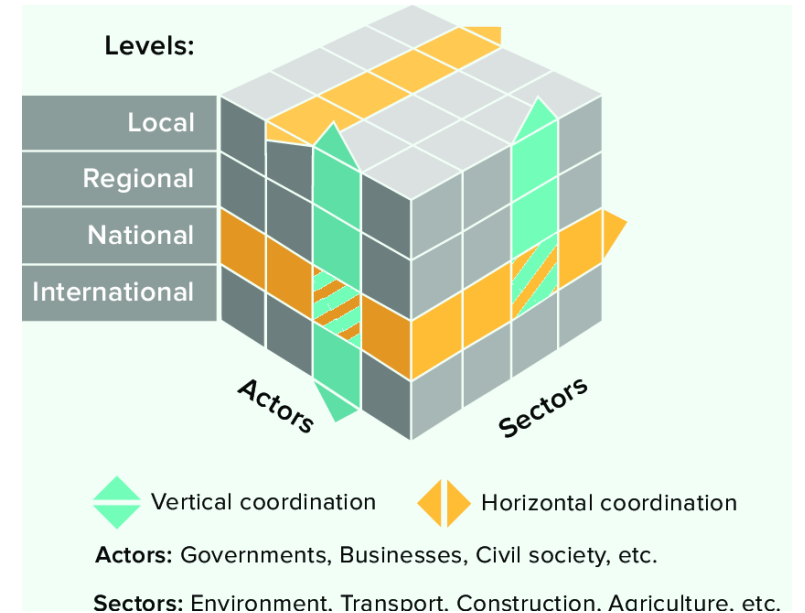 Levels:
Local
Regional
National
International
Actors
Sectors
Vertical coordination
Horizontal coordination
Actors: Governments, Businesses, Civil society, etc.
Sectors: Environment, Transport, Construction, Agriculture, etc.